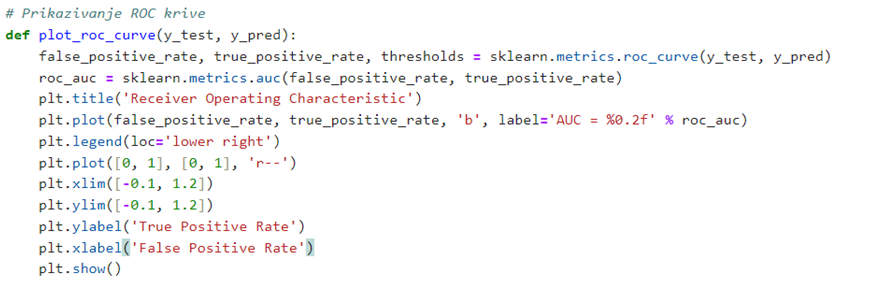 # Prikazivanje ROC krive
def plot_roc_curve(y_test, y_pred):
    false_positive_rate, true_positive_rate, thresholds = sklearn.metrics.roc_curve(y_test, y_pred)
    roc_auc = sklearn.metrics.auc(false_positive_rate, true_positive_rate)
    plt.title('Receiver Operating Characteristic')
    plt.plot(false_positive_rate, true_positive_rate, 'b', label='AUC = %0.2f' % roc_auc)
    plt.legend(loc='lower right')
    plt.plot([0, 1], [0, 1], 'r--')
    plt.xlim([-0.1, 1.2])
    plt.ylim([-0.1, 1.2])
    plt.ylabel('True Positive Rate')
    plt.xlabel('False Positive Rate')
    plt.show()